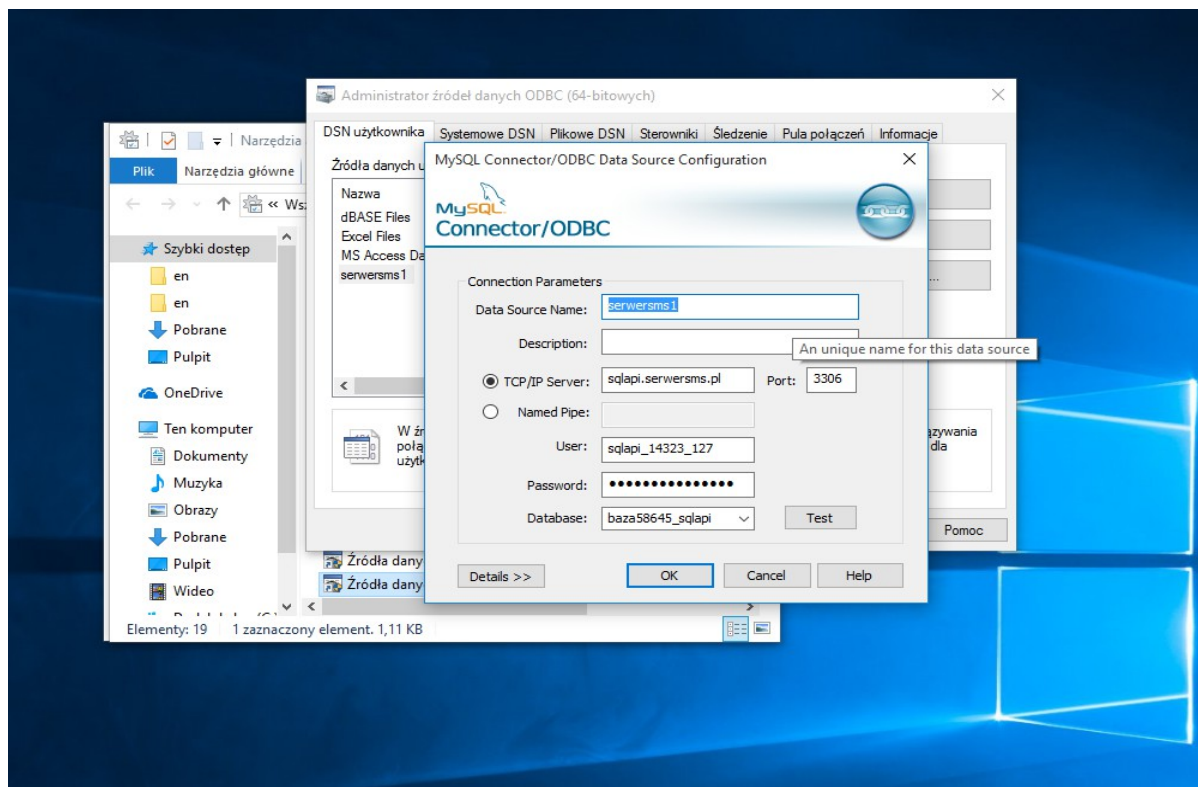 Administrator źródeł danych ODBC (64-bitowych)
DSN użytkownika Systemowe DSN Plikowe DSN Sterowniki Śledzenie Pula połączeń Informacje
Źródła danych u
Nazwa
dBASE Files
Excel Files
MS Access Da
serwersms1
W źr
połą
użytk
ązywania
dla
Pomoc
Narzędzia
Plik Narzędzia główne
« Wsz
Szybki dostęp
en
en
Pobrane
Pulpit
OneDrive
Ten komputer
Dokumenty
Muzyka
Obrazy
Pobrane
Pulpit
Wideo
Źródła dany
Źródła dany
Elementy: 19 1 zaznaczony element. 1,11 KB
MySQL Connector/ODBC Data Source Configuration
MySQL
Connector/ODBC
Connection Parameters
Data Source Name: serwersms1
Description:
An unique name for this data source
TCP/IP Server: sqlapi.serwersms.pl Port: 3306
Named Pipe:
User: sqlapi_14323_127
Password: •••••••••••••••
Database: baza58645_sqlapi Test
Details >> OK Cancel Help